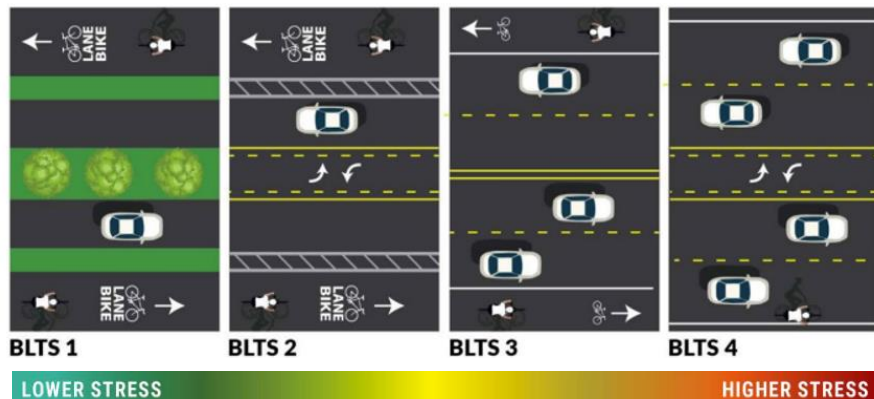 LANE
BIKE
LANE
BIKE
LANE
BIKE
LANE
BIKE
BLTS 1
BLTS 2
BLTS 3
BLTS 4
LOWER STRESS
HIGHER STRESS